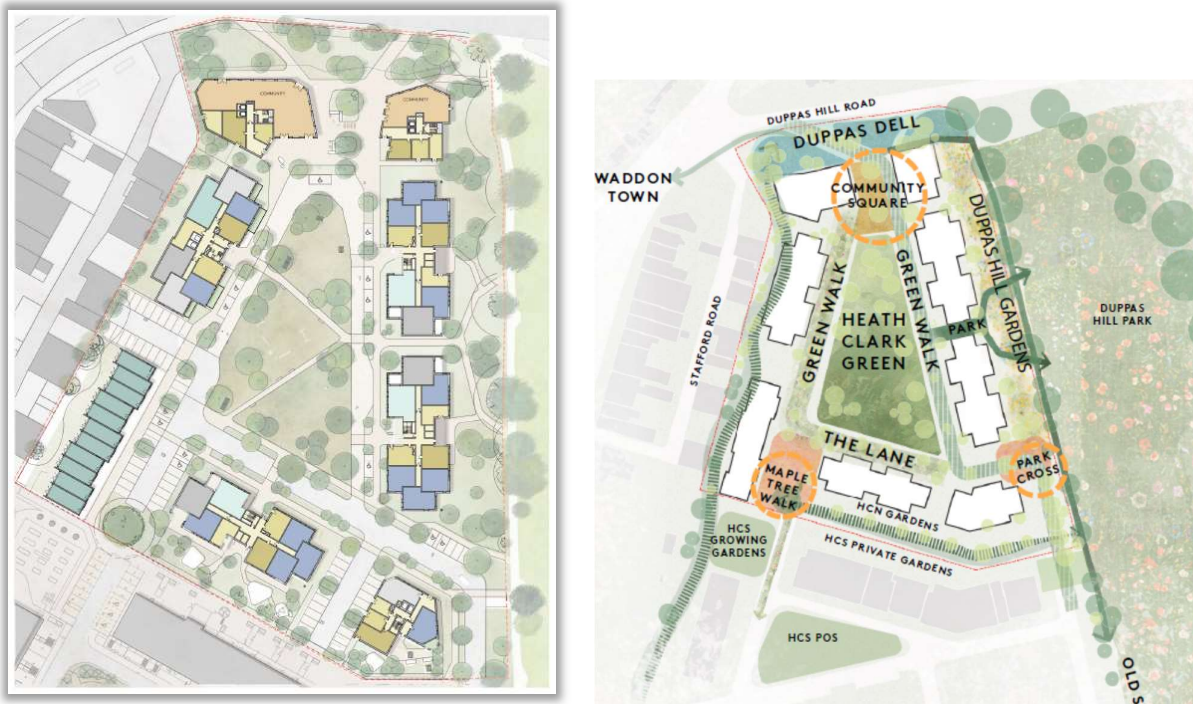 COMMUNITY
COMMUNITY
DUPPAS HILL ROAD
DUPPAS DELL
WADDON
TOWN
COMMUNITY
SQUARE
DUPPAS HILL GARDENS
GREEN WALK
GREEN WALK
HEATH
CLARK
GREEN
PARK
DUPPAS
HILL PARK
STAFFORD ROAD
THE LANE
MAPLE
TREE
WALK
PARK
CROSS
HCN GARDENS
HCS
GROWING
GARDENS
HCS PRIVATE GARDENS
HCS POS
OLD S